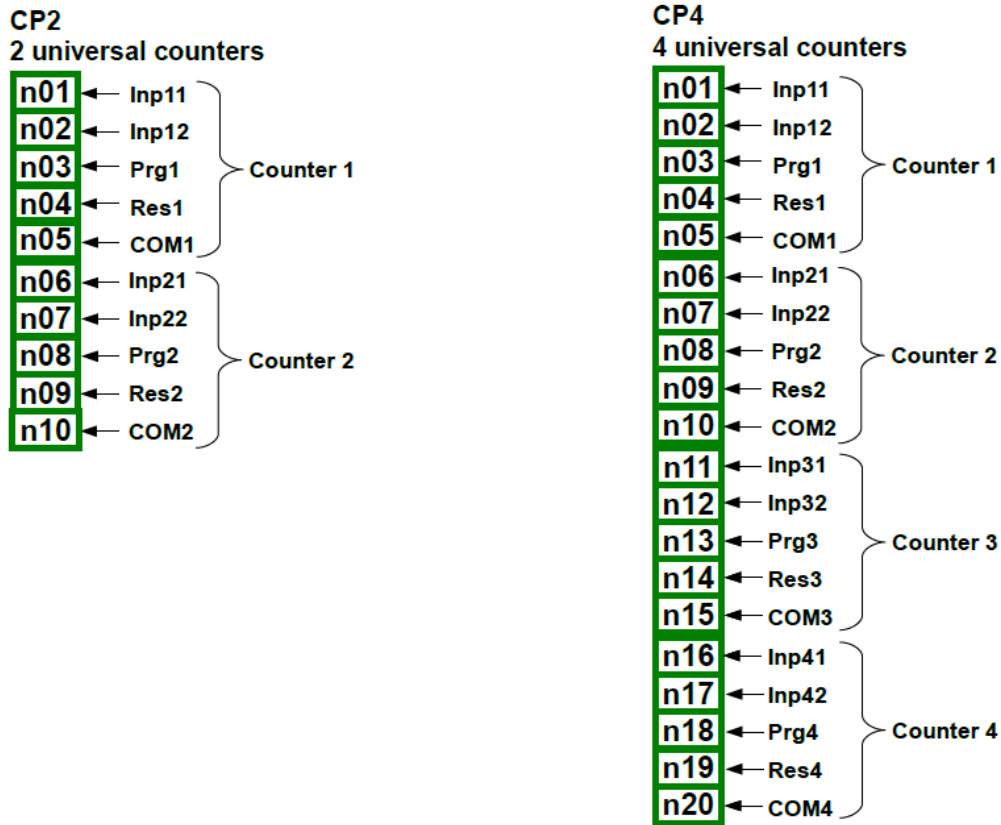 CP2
2 universal counters
n01 Inp11
n02 Inp12
n03 Prg1
n04 Res1
n05 COM1
Counter 1
n06 Inp21
n07 Inp22
n08 Prg2
n09 Res2
n10 COM2
Counter 2
CP4
4 universal counters
n01 Inp11
n02 Inp12
n03 Prg1
n04 Res1
n05 COM1
Counter 1
n06 Inp21
n07 Inp22
n08 Prg2
n09 Res2
n10 COM2
Counter 2
n11 Inp31
n12 Inp32
n13 Prg3
n14 Res3
n15 COM3
Counter 3
n16 Inp41
n17 Inp42
n18 Prg4
n19 Res4
n20 COM4
Counter 4